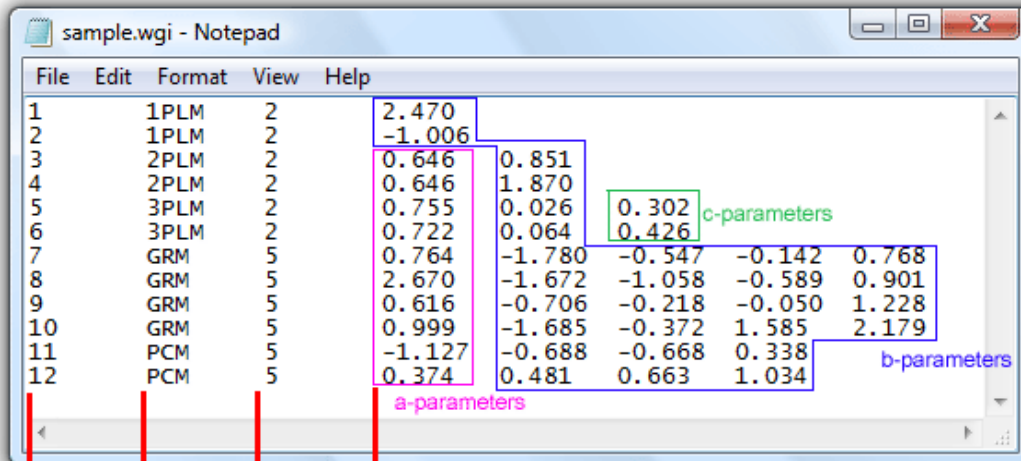 sample.wgi - Notepad
File Edit Format View Help
1 1PLM 2 2.470
2 1PLM 2 -1.006
3 2PLM 2 0.646 0.851
4 2PLM 2 0.646 1.870
5 3PLM 2 0.755 0.026 0.302 c-parameters
6 3PLM 2 0.722 0.064 0.426
7 GRM 5 0.764 -1.780 -0.547 -0.142 0.768
8 GRM 5 2.670 -1.672 -1.058 -0.589 0.901
9 GRM 5 0.616 -0.706 -0.218 -0.050 1.228
10 GRM 5 0.999 -1.685 -0.372 1.585 2.179
11 PCM 5 -1.127 -0.688 -0.668 0.338 b-parameters
12 PCM 5 0.374 0.481 0.663 1.034
a-parameters